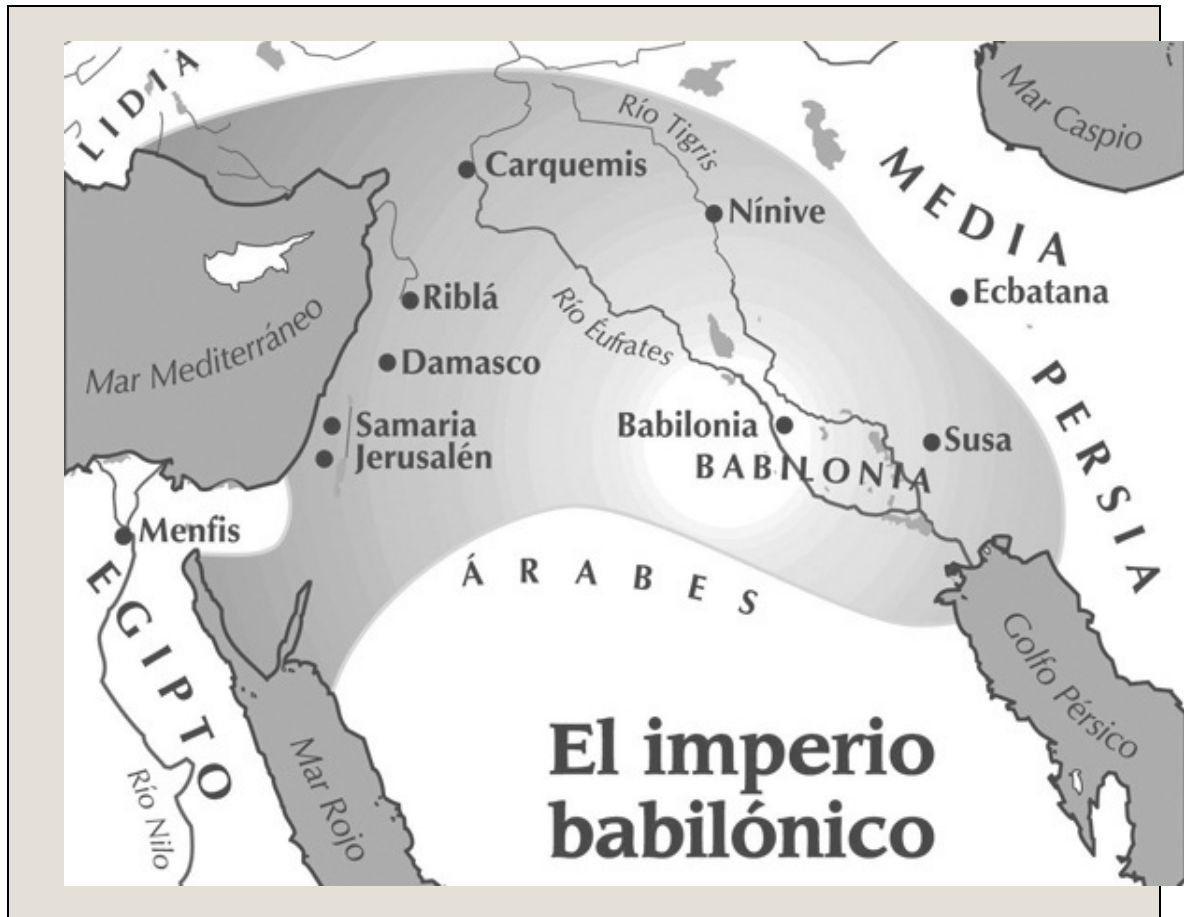 LIDIA
Mar Caspio
Río Tigris
Carquemis
MEDIA
Nínive
Ecbatana
Riblá
Río Éufrates
Mar Mediterráneo
Damasco
PERSIA
Samaria
Babilonia
Susa
Jerusalén
BABILONIA
Menfis
ÁRABES
EGIPTO
Golfo Pérsico
El imperio
babilónico
Mar Rojo
Río Nilo